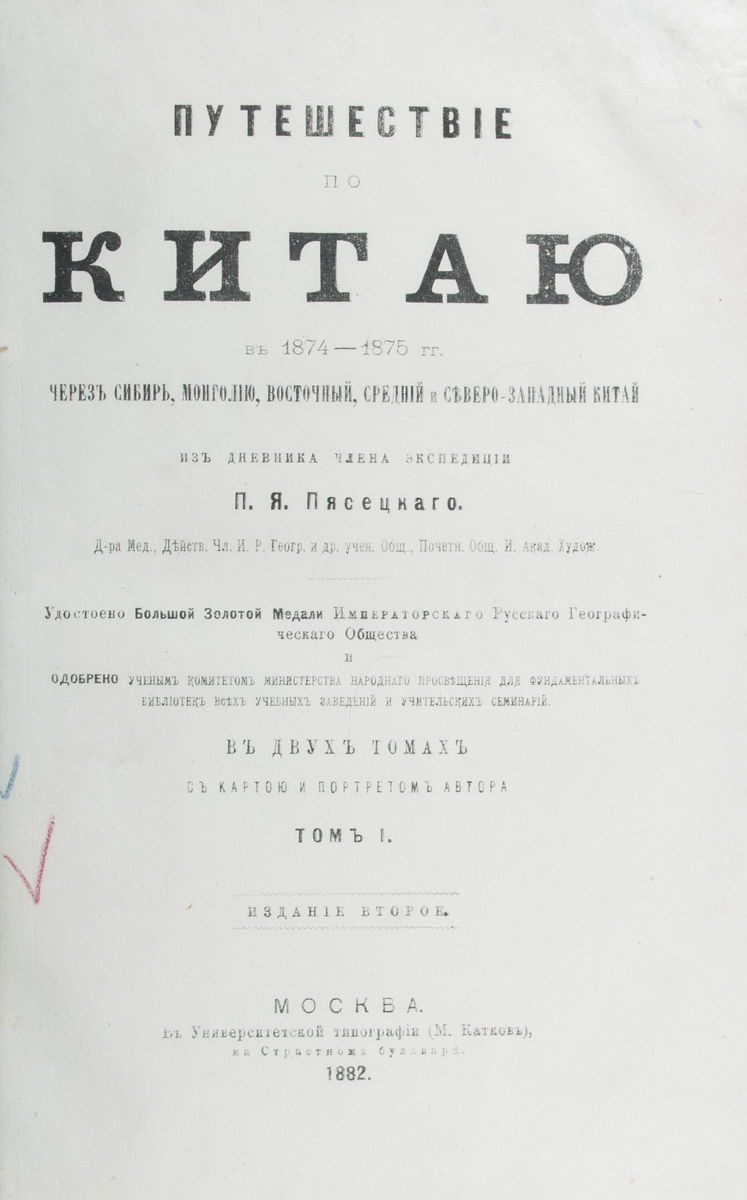 ПУТЕШЕСТВІЕ
ПО
КИТАЮ
въ 1874—1875 гг.
ЧЕРЕЗЪ СИБИРЬ, МОНГОЛІЮ, ВОСТОЧНЫЙ, СРЕДНІЙ и СѢВЕРО-ЗАПАДНЫЙ КИТАЙ
ИЗЪ ДНЕВНИКА ЧЛЕНА ЭКСПЕДИЦІИ
П. Я. Пясецкаго.
Д-ра Мед., Дѣйств. Чл. И. Р. Геогр. и др. учен. Общ., Почетн. Общ. И. Акад. Худож.
Удостоено Большой Золотой Медали Императорскаго Русскаго Географи-
ческаго Общества
и
ОДОБРЕНО УЧЕНЫМЪ КОМИТЕТОМЪ МИНИСТЕРСТВА НАРОДНАГО ПРОСВѢЩЕНІЯ ДЛЯ ФУНДАМЕНТАЛЬНЫХЪ
БИБЛІОТЕКЪ ВСѢХЪ УЧЕБНЫХЪ ЗАВЕДЕНІЙ И УЧИТЕЛЬСКИХЪ СЕМИНАРІЙ.
ВЪ ДВУХЪ ТОМАХЪ
СЪ КАРТОЮ И ПОРТРЕТОМЪ АВТОРА
ТОМЪ I.
ИЗДАНІЕ ВТОРОЕ.
МОСКВА.
Въ Университетской типографіи (М. Катковъ),
на Страстномъ бульварѣ.
1882.